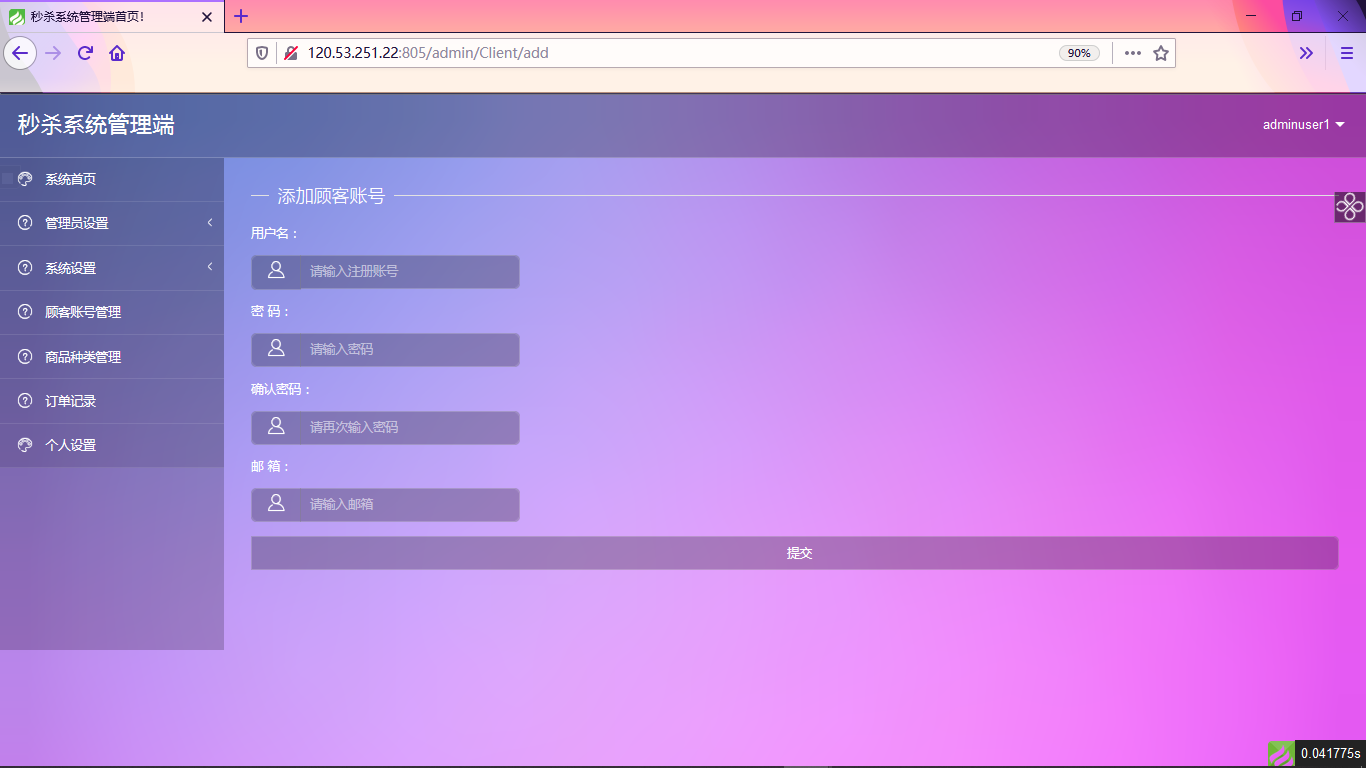 秒杀系统管理端首页!
120.53.251.22:805/admin/Client/add
90%
秒杀系统管理端
adminuser1
系统首页
管理员设置
系统设置
顾客账号管理
商品种类管理
订单记录
个人设置
添加顾客账号
用户名：
请输入注册账号
密 码：
请输入密码
确认密码：
请再次输入密码
邮 箱：
请输入邮箱
提交
0.041775s